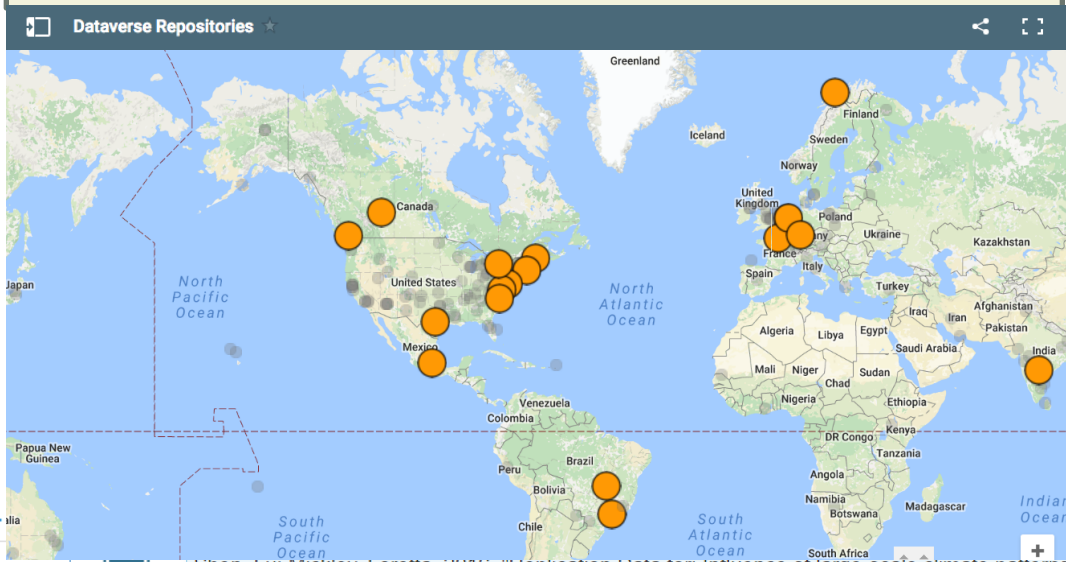 Dataverse Repositories
Greenland
Iceland
Finland
Sweden
Norway
United
Kingdom
Poland
Ukraine
Kazakhstan
France
Italy
Spain
Turkey
Afghanistan
Iraq
Iran
Pakistan
Canada
United States
North
Pacific
Ocean
North
Atlantic
Ocean
Japan
Mexico
Algeria
Libya
Egypt
Saudi Arabia
India
Mali
Niger
Chad
Sudan
Nigeria
Ethiopia
Venezuela
Colombia
DR Congo
Kenya
Tanzania
Papua New
Guinea
Peru
Brazil
Bolivia
Angola
Namibia
Botswana
Madagascar
Chile
South
Pacific
Ocean
South
Atlantic
Ocean
South Africa
+